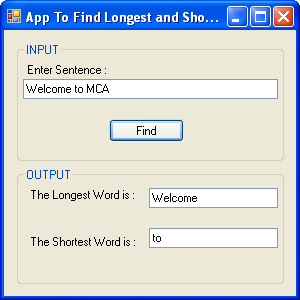 App To Find Longest and Sho...
INPUT
Enter Sentence :
Welcome to MCA
Find
OUTPUT
The Longest Word is :
Welcome
The Shortest Word is :
to